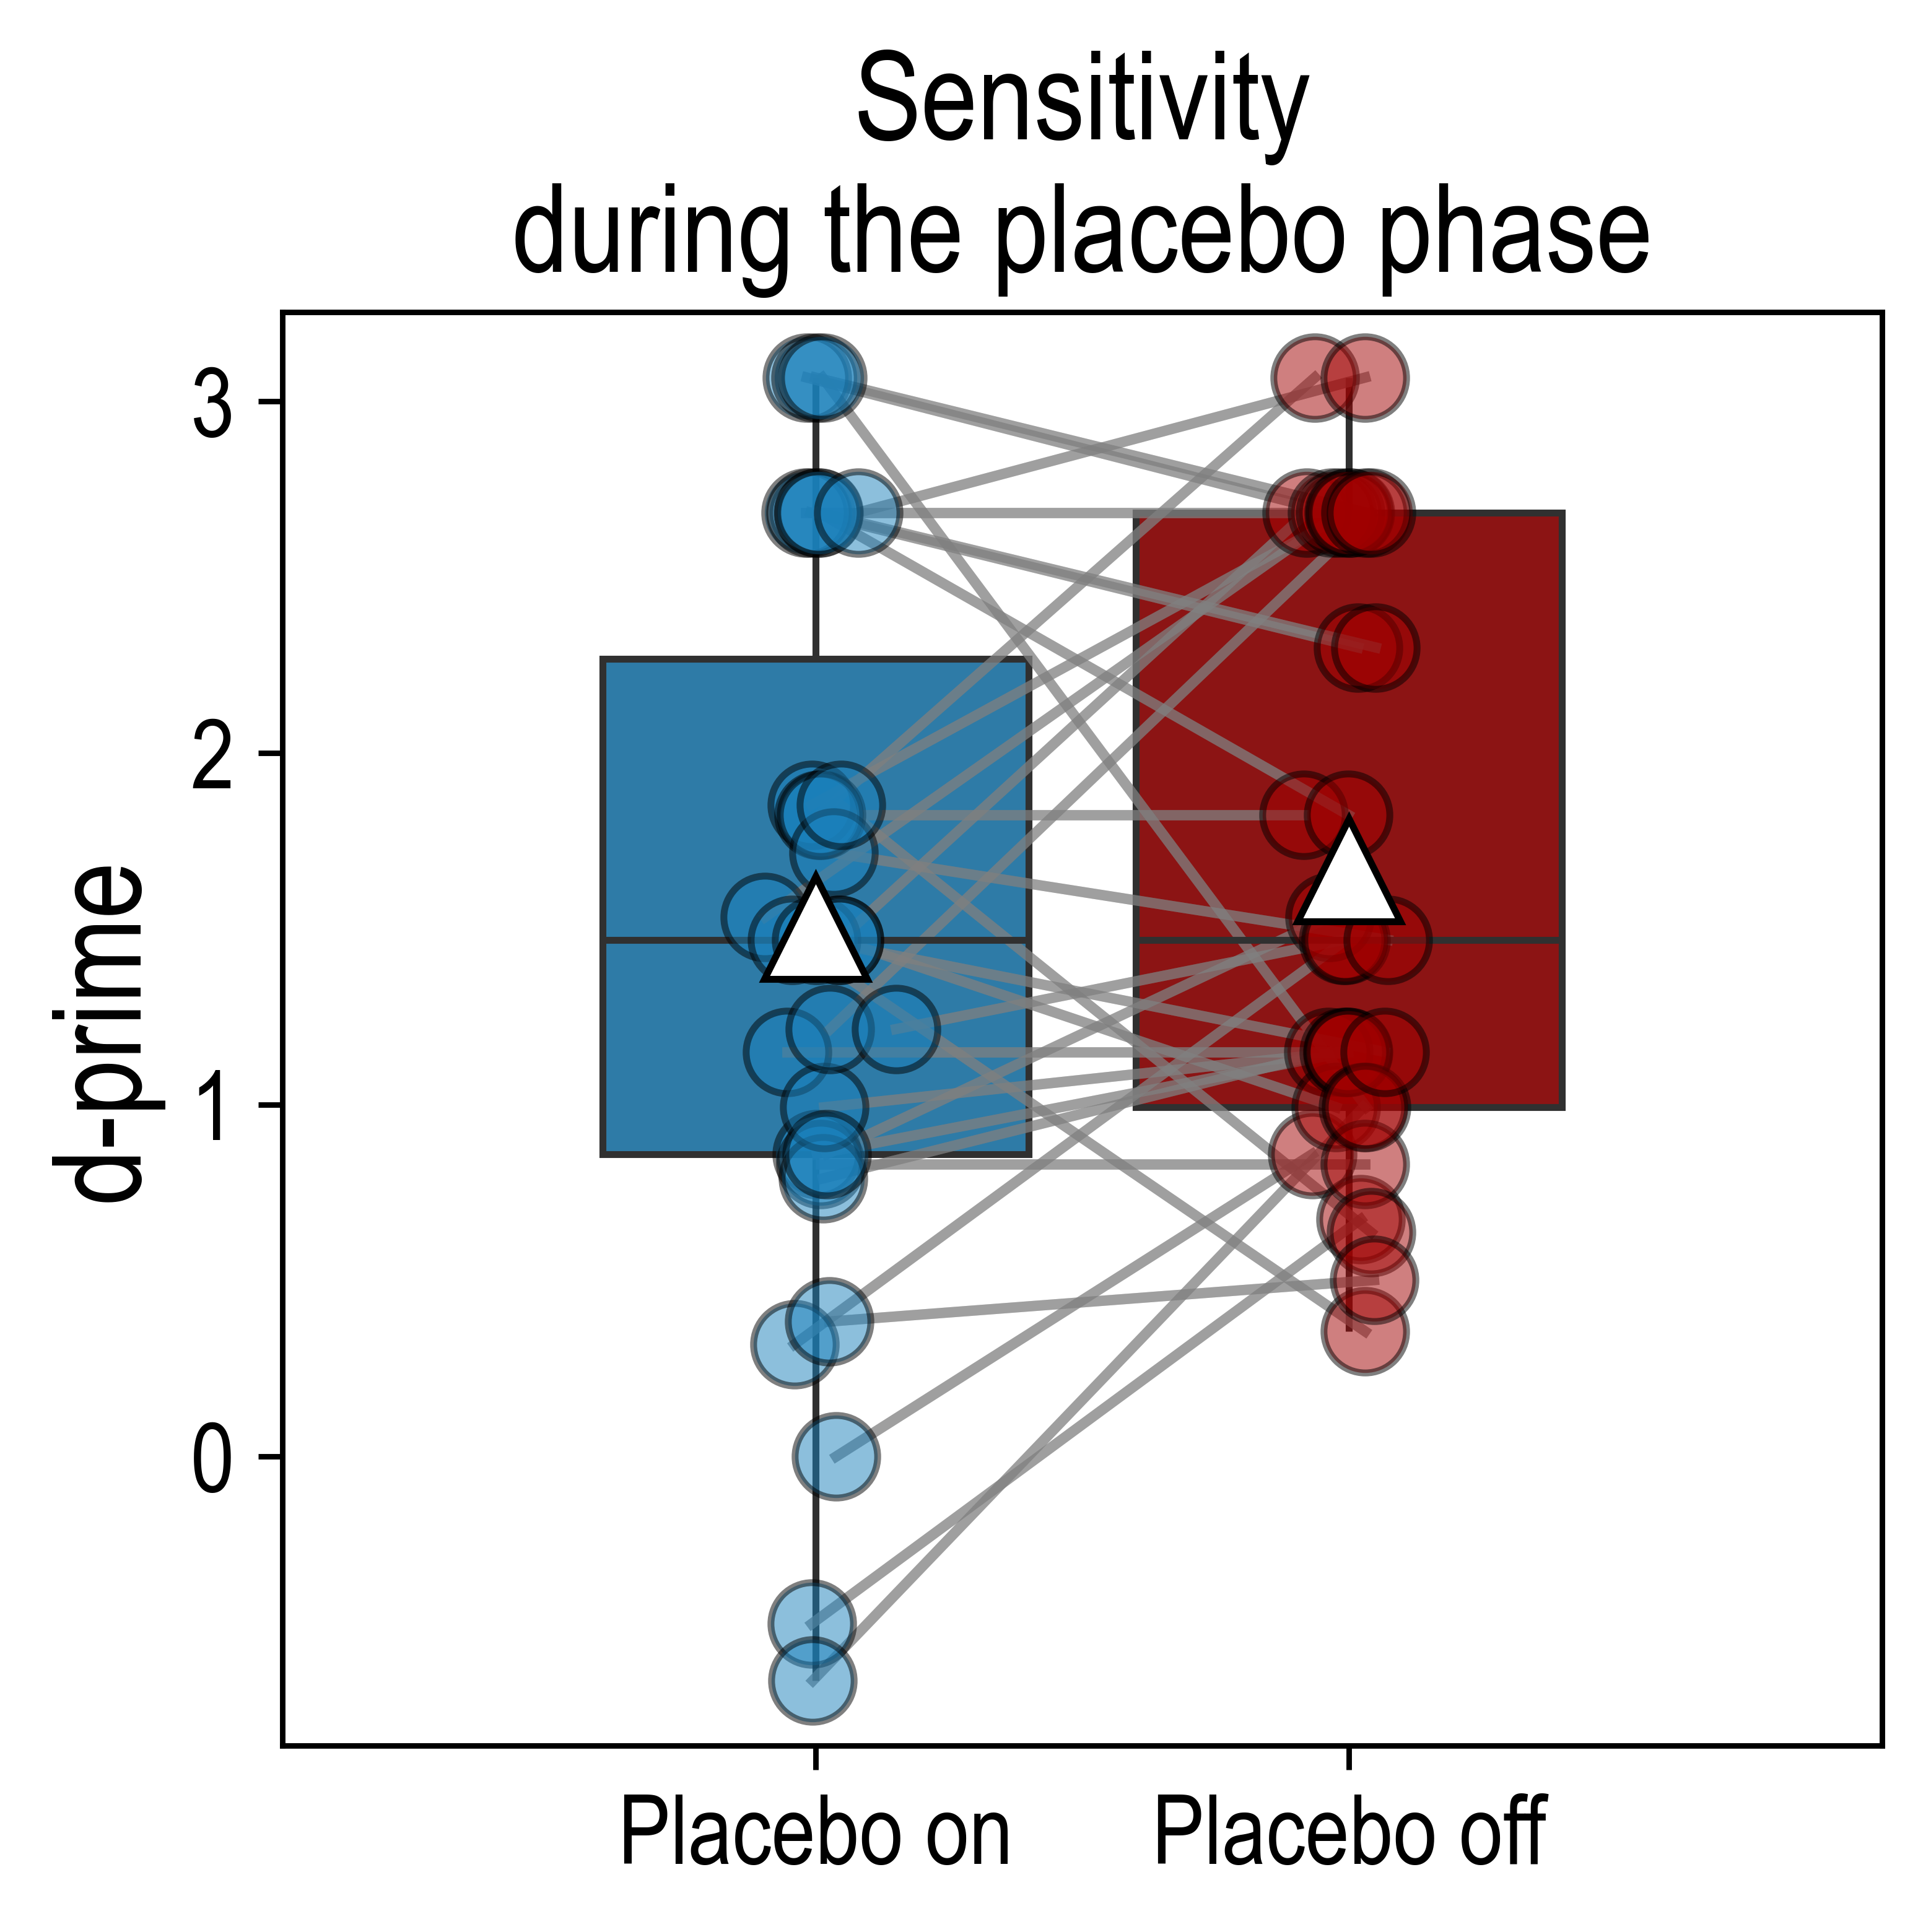 Sensitivity
during the placebo phase
d-prime
3
2
1
0
Placebo on
Placebo off